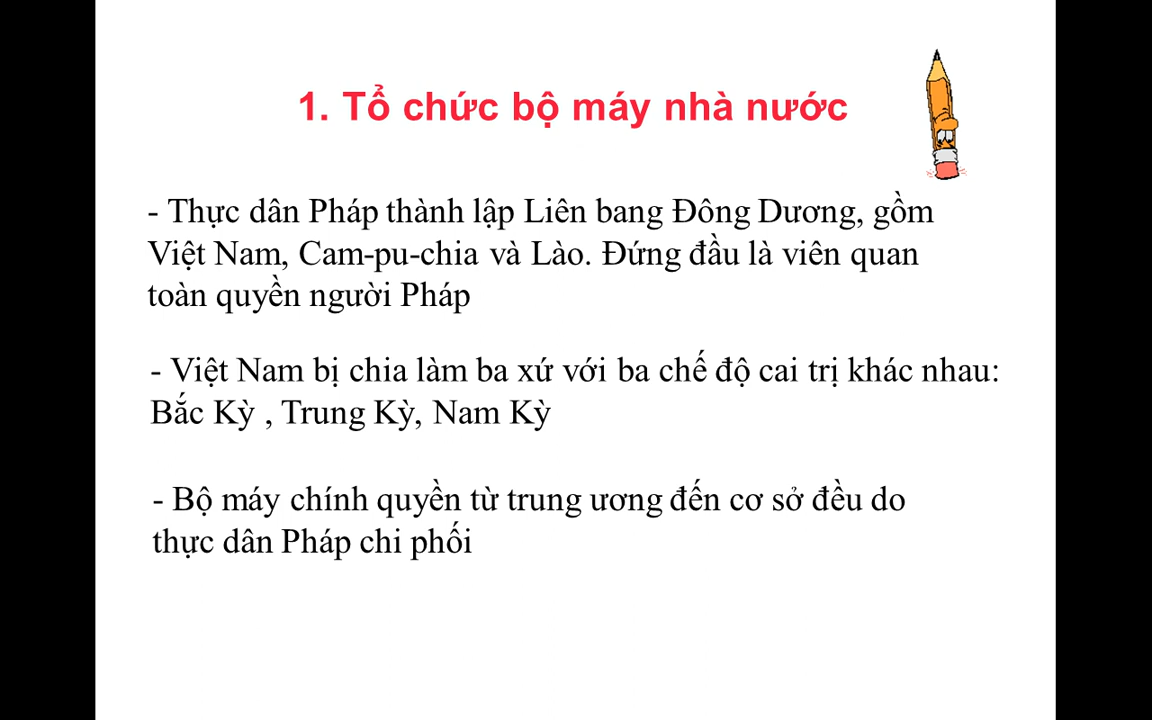 1. Tổ chức bộ máy nhà nước
- Thực dân Pháp thành lập Liên bang Đông Dương, gồm
Việt Nam, Cam-pu-chia và Lào. Đứng đầu là viên quan
toàn quyền người Pháp
- Việt Nam bị chia làm ba xứ với ba chế độ cai trị khác nhau:
Bắc Kỳ , Trung Kỳ, Nam Kỳ
- Bộ máy chính quyền từ trung ương đến cơ sở đều do
thực dân Pháp chi phối